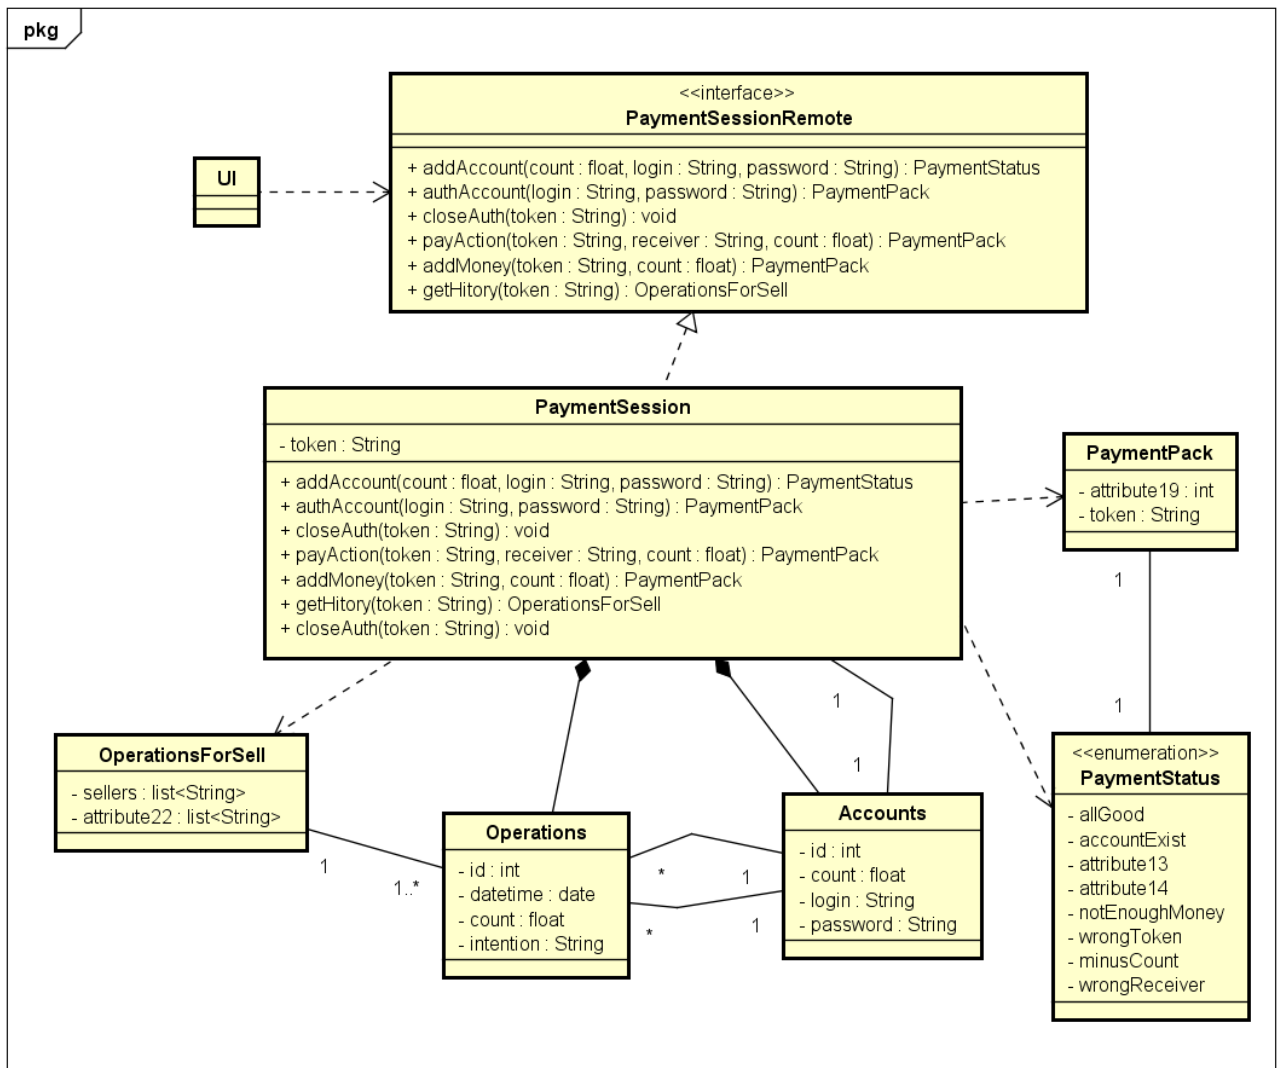 pkg
<<interface>>
PaymentSessionRemote
+ addAccount(count : float, login : String, password : String) : PaymentStatus
+ authAccount(login : String, password : String) : PaymentPack
+ closeAuth(token : String) : void
+ payAction(token : String, receiver : String, count : float) : PaymentPack
+ addMoney(token : String, count : float) : PaymentPack
+ getHitory(token : String) : OperationsForSell
UI
PaymentSession
- token : String
+ addAccount(count : float, login : String, password : String) : PaymentStatus
+ authAccount(login : String, password : String) : PaymentPack
+ closeAuth(token : String) : void
+ payAction(token : String, receiver : String, count : float) : PaymentPack
+ addMoney(token : String, count : float) : PaymentPack
+ getHitory(token : String) : OperationsForSell
+ closeAuth(token : String) : void
PaymentPack
- attribute19 : int
- token : String
1
1
1
1
OperationsForSell
- sellers : list<String>
- attribute22 : list<String>
1
1..*
Operations
- id : int
- datetime : date
- count : float
- intention : String
*
1
*
1
Accounts
- id : int
- count : float
- login : String
- password : String
<<enumeration>>
PaymentStatus
- allGood
- accountExist
- attribute13
- attribute14
- notEnoughMoney
- wrongToken
- minusCount
- wrongReceiver